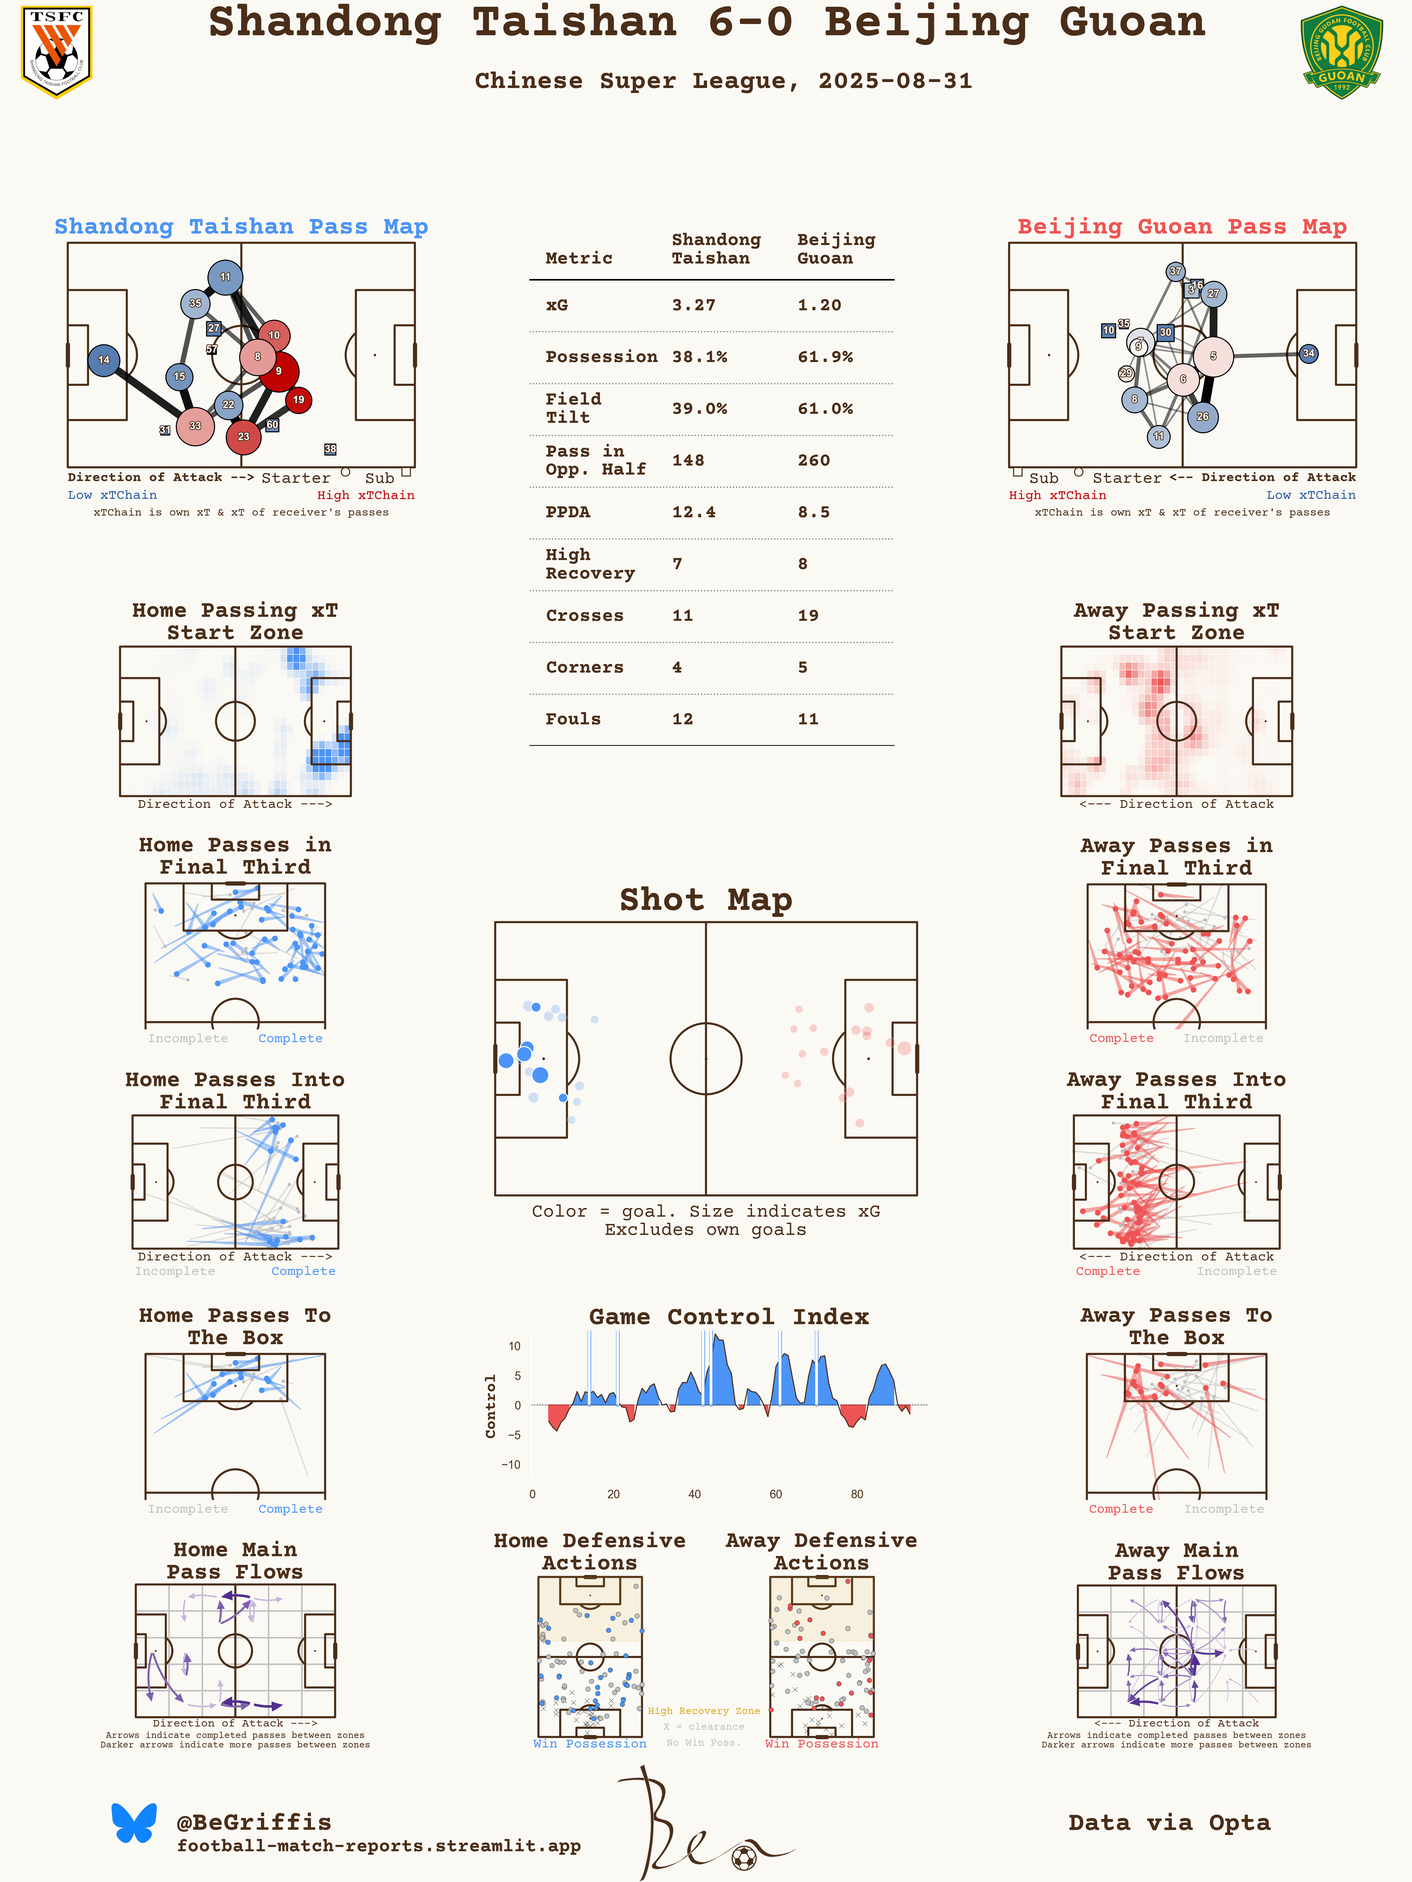 Shandong Taishan 6-0 Beijing Guoan
Chinese Super League, 2025-08-31
TSFC
BEIJING GUOAN FOOTBALL CLUB
GUOAN
1992
Shandong Taishan Pass Map
11
35
27
57
10
8
9
14
15
22
19
33
23
60
31
38
Direction of Attack --> Starter Sub
Low xTChain High xTChain
xTChain is own xT & xT of receiver's passes
Metric Shandong Taishan Beijing Guoan
xG 3.27 1.20
Possession 38.1% 61.9%
Field Tilt 39.0% 61.0%
Pass in Opp. Half 148 260
PPDA 12.4 8.5
High Recovery 7 8
Crosses 11 19
Corners 4 5
Fouls 12 11
Beijing Guoan Pass Map
37
16
27
35
10
30
9
5
34
29
6
8
26
11
Sub Starter <-- Direction of Attack
High xTChain Low xTChain
xTChain is own xT & xT of receiver's passes
Home Passing xT
Start Zone
Direction of Attack --->
Away Passing xT
Start Zone
<--- Direction of Attack
Home Passes in
Final Third
Incomplete Complete
Away Passes in
Final Third
Complete Incomplete
Shot Map
Color = goal. Size indicates xG
Excludes own goals
Home Passes Into
Final Third
Direction of Attack --->
Incomplete Complete
Away Passes Into
Final Third
<--- Direction of Attack
Complete Incomplete
Home Passes To
The Box
Incomplete Complete
Game Control Index
Control
10
5
0
−5
−10
0 20 40 60 80
Away Passes To
The Box
Complete Incomplete
Home Main
Pass Flows
Direction of Attack --->
Arrows indicate completed passes between zones
Darker arrows indicate more passes between zones
Home Defensive
Actions
Win Possession
High Recovery Zone
X = clearance
No Win Poss.
Away Defensive
Actions
Win Possession
Away Main
Pass Flows
<--- Direction of Attack
Arrows indicate completed passes between zones
Darker arrows indicate more passes between zones
@BeGriffis
football-match-reports.streamlit.app
Ben
Data via Opta